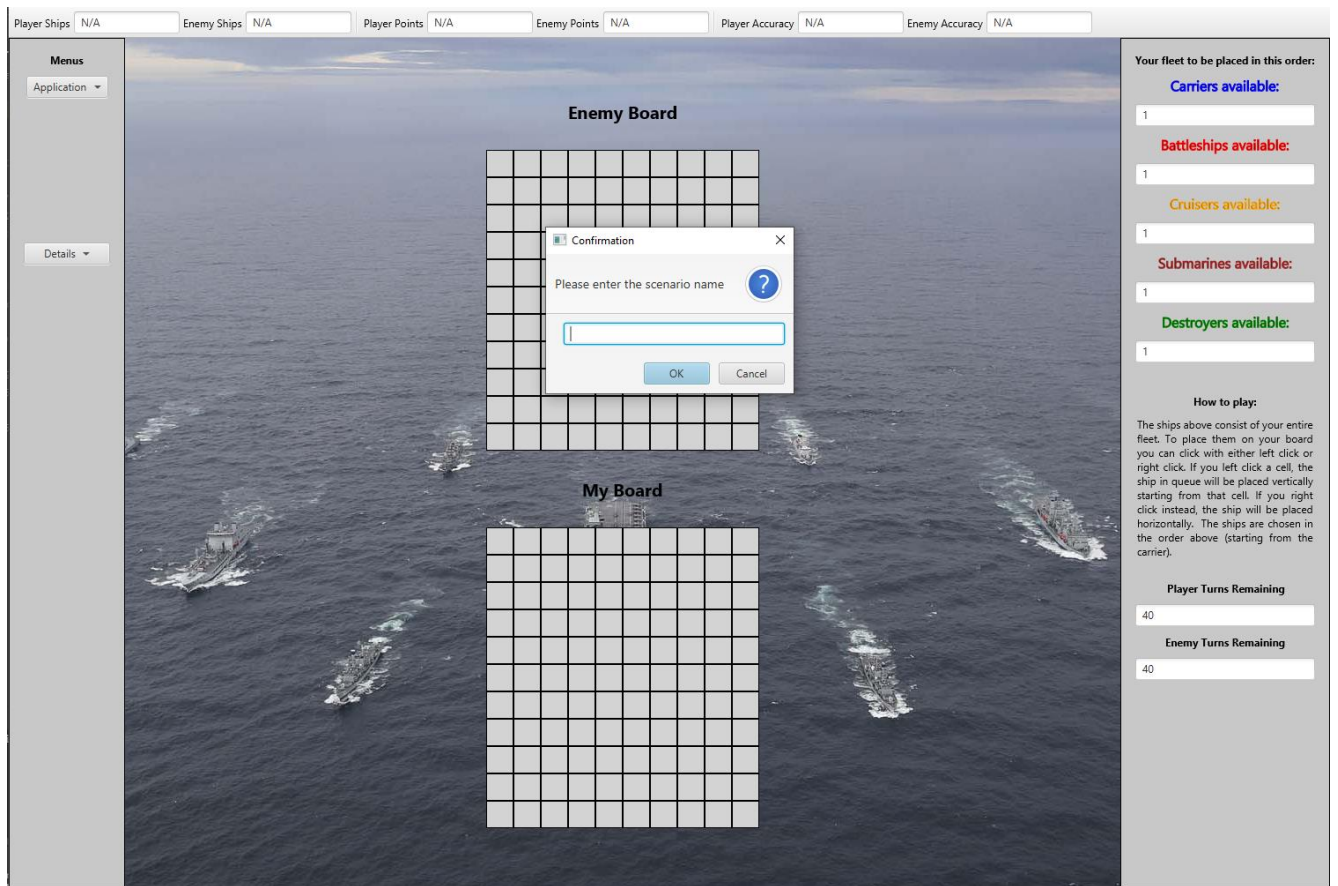 Player Ships N/A Enemy Ships N/A Player Points N/A Enemy Points N/A Player Accuracy N/A Enemy Accuracy N/A
Menus
Application
Details
Enemy Board
Confirmation
Please enter the scenario name
?
OK Cancel
My Board
Your fleet to be placed in this order:
Carriers available:
1
Battleships available:
1
Cruisers available:
1
Submarines available:
1
Destroyers available:
1
How to play:
The ships above consist of your entire
fleet. To place them on your board
you can click with either left click or
right click. If you left click a cell, the
ship in queue will be placed vertically
starting from that cell. If you right
click instead, the ship will be placed
horizontally. The ships are chosen in
the order above (starting from the
carrier).
Player Turns Remaining
40
Enemy Turns Remaining
40